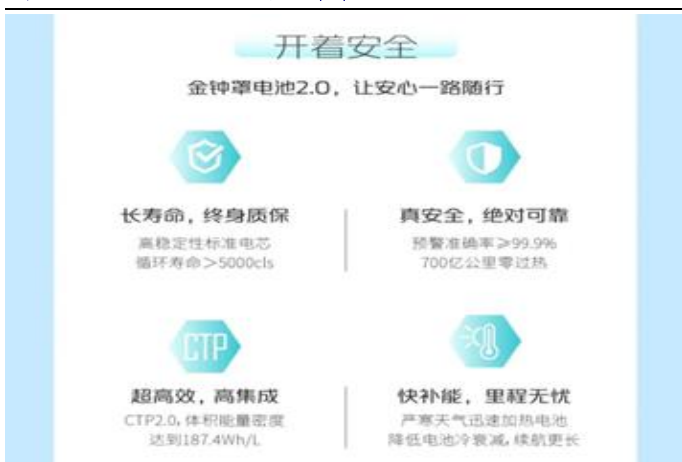 开着安全
金钟罩电池2.0，让安心一路随行
长寿命，终身质保
高稳定性标准电芯
循环寿命＞5000cls
真安全，绝对可靠
预警准确率≥99.9%
700亿公里零过热
CTP
超高效，高集成
CTP2.0，体积能量密度
达到187.4Wh/L
快补能，里程无忧
严寒天气迅速加热电池
降低电池冷衰减，续航更长